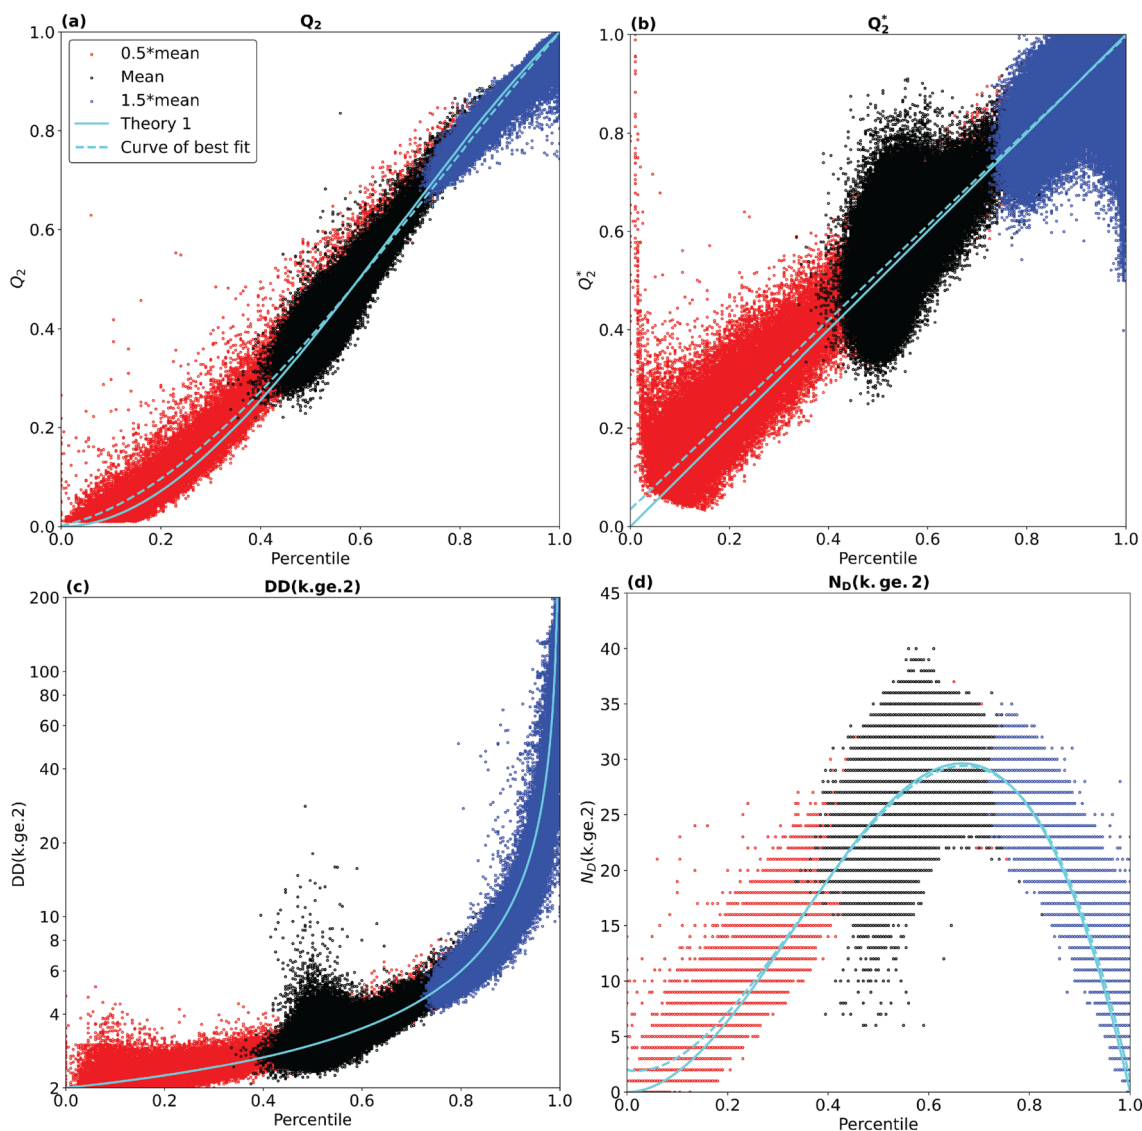 (a) Q₂
1.0
0.8
0.6
0.4
0.2
0.0
Q₂
0.5*mean
Mean
1.5*mean
Theory 1
Curve of best fit
0.0 0.2 0.4 0.6 0.8 1.0
Percentile
(b) Q₂*
1.0
0.8
0.6
0.4
0.2
0.0
Q₂*
0.0 0.2 0.4 0.6 0.8 1.0
Percentile
(c) DD(k.ge.2)
200
100
80
60
40
20
10
8
6
4
2
DD(k.ge.2)
0.0 0.2 0.4 0.6 0.8 1.0
Percentile
(d) N_D(k. ge. 2)
45
40
35
30
25
20
15
10
5
0
N_D(k.ge.2)
0.0 0.2 0.4 0.6 0.8 1.0
Percentile